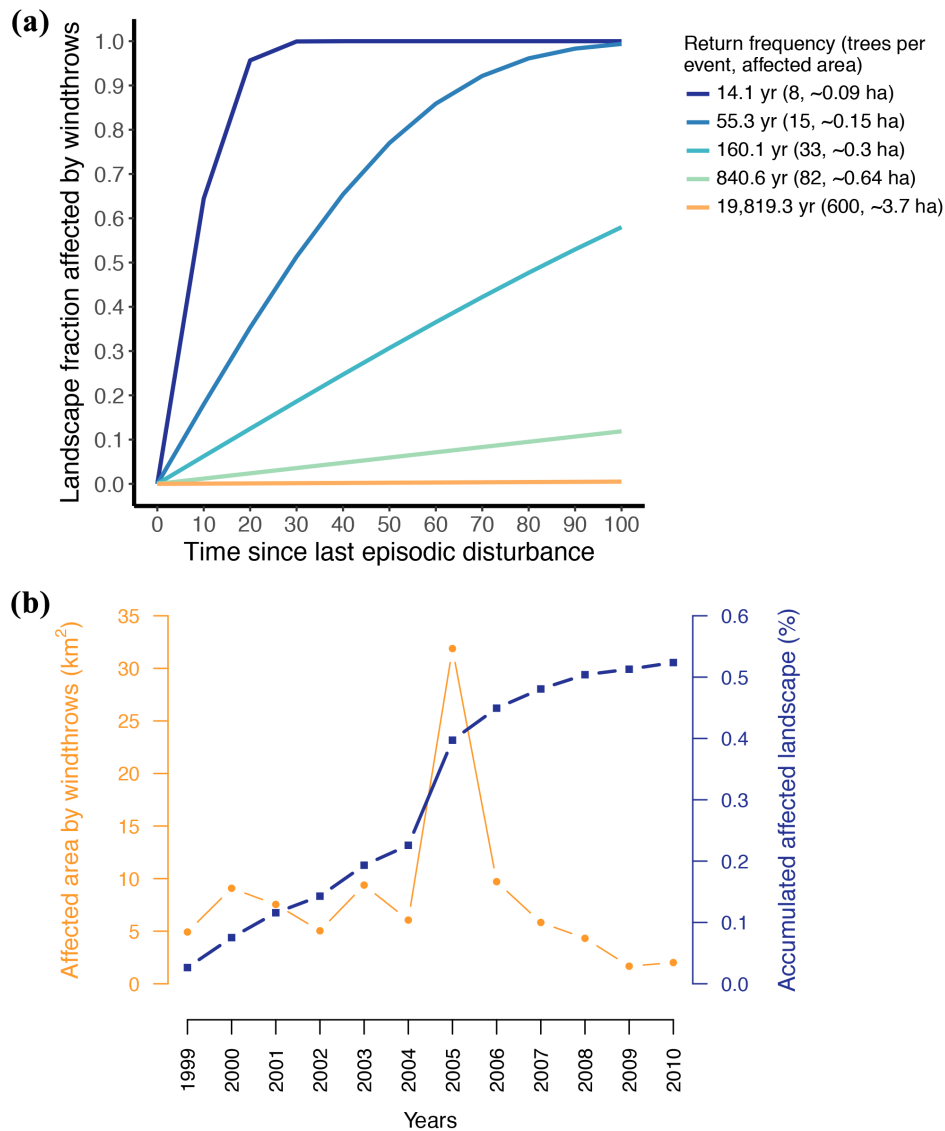 (a)
Landscape fraction affected by windthrows
1.0
0.9
0.8
0.7
0.6
0.5
0.4
0.3
0.2
0.1
0.0
0 10 20 30 40 50 60 70 80 90 100
Time since last episodic disturbance
Return frequency (trees per
event, affected area)
14.1 yr (8, ~0.09 ha)
55.3 yr (15, ~0.15 ha)
160.1 yr (33, ~0.3 ha)
840.6 yr (82, ~0.64 ha)
19,819.3 yr (600, ~3.7 ha)
(b)
Affected area by windthrows (km²)
35
30
25
20
15
10
5
0
0.6
0.5
0.4
0.3
0.2
0.1
0.0
Accumulated affected landscape (%)
1999 2000 2001 2002 2003 2004 2005 2006 2007 2008 2009 2010
Years